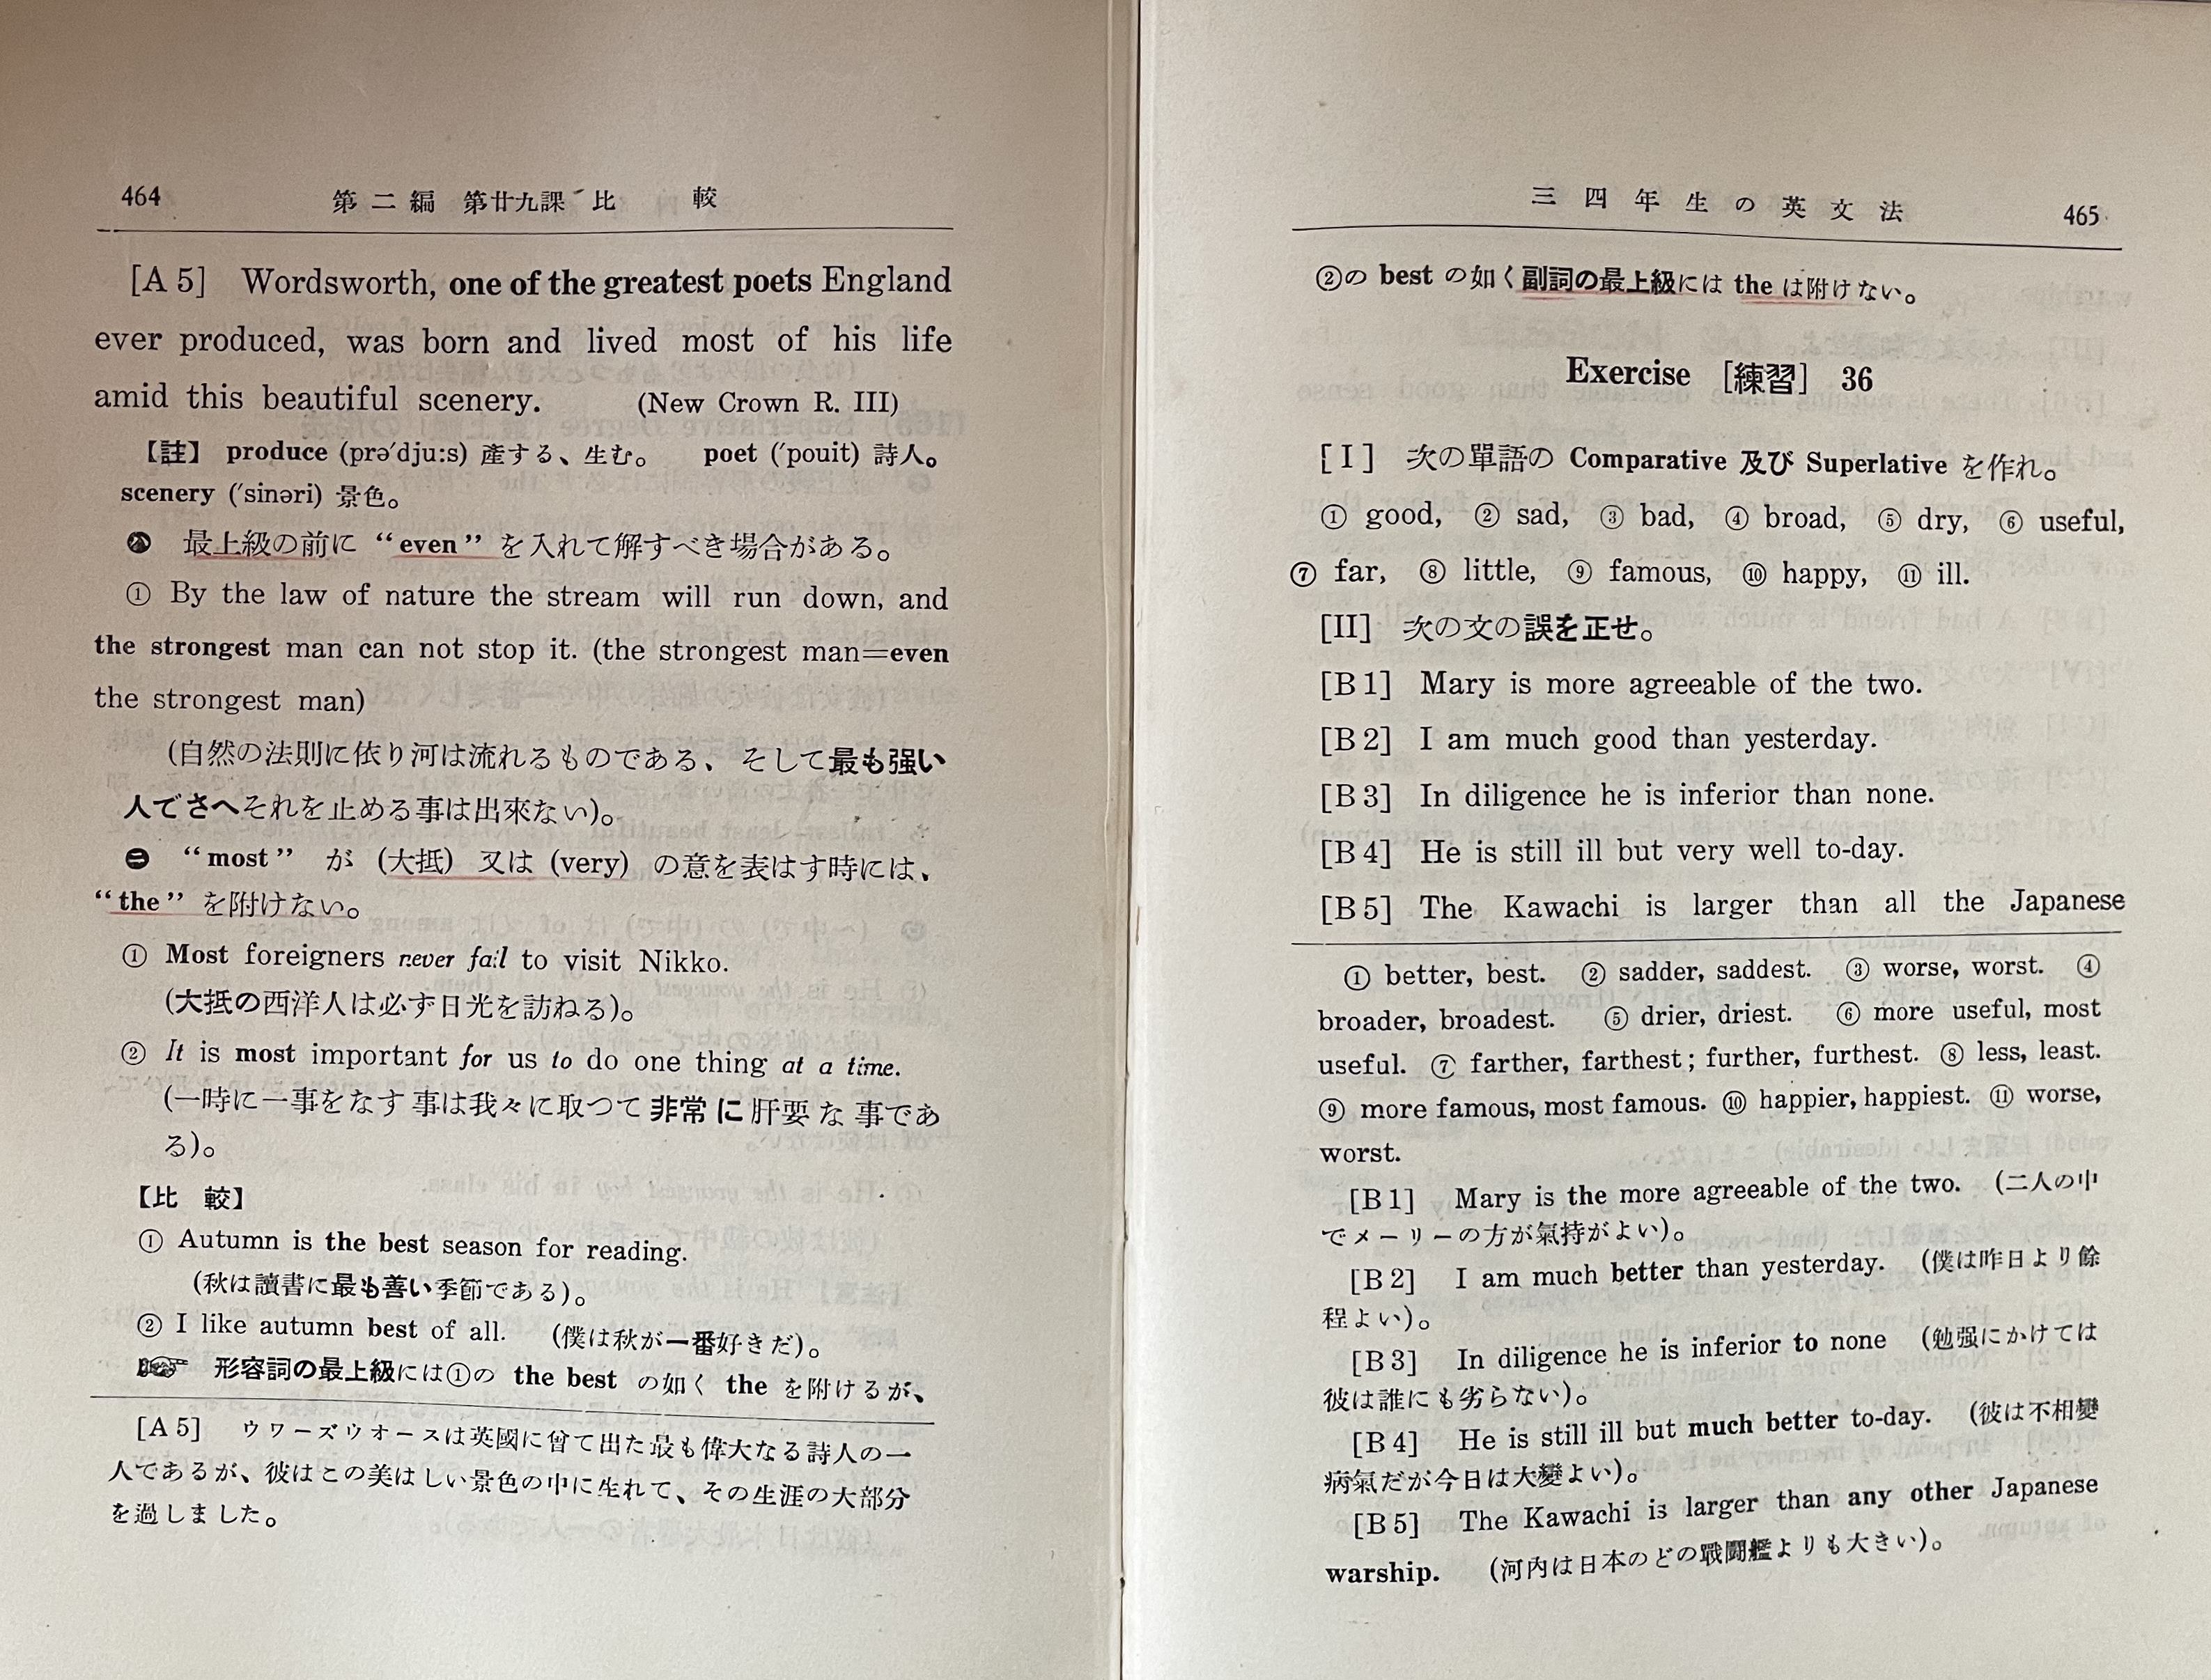 464 第二編 第廿九課 比較
[A 5] Wordsworth, one of the greatest poets England
ever produced, was born and lived most of his life
amid this beautiful scenery. (New Crown R. III)
【註】 produce (prə′dju:s) 產する、生む。 poet (′pouit) 詩人。
scenery (′sinəri) 景色。
最上級の前に “even” を入れて解すべき場合がある。
① By the law of nature the stream will run down, and
the strongest man can not stop it. (the strongest man=even
the strongest man)
(自然の法則に依り河は流れるものである、そして最も强い
人でさへそれを止める事は出來ない)。
㊁ “most” が (大抵) 又は (very) の意を表はす時には、
“the” を附けない。
① Most foreigners never fail to visit Nikko.
(大抵の西洋人は必ず日光を訪ねる)。
② It is most important for us to do one thing at a time.
(一時に一事をなす事は我々に取つて非常に肝要な事であ
る)。
【比較】
① Autumn is the best season for reading.
(秋は讀書に最も善い季節である)。
② I like autumn best of all. (僕は秋が一番好きだ)。
☞ 形容詞の最上級には①の the best の如く the を附けるが、
[A 5] ウワーズウオースは英國に曾て出た最も偉大なる詩人の一
人であるが、彼はこの美はしい景色の中に生れて、その生涯の大部分
を過しました。
三四年生の英文法 465
②の best の如く副詞の最上級には the は附けない。
Exercise [練習] 36
[I] 次の單語の Comparative 及び Superlative を作れ。
① good, ② sad, ③ bad, ④ broad, ⑤ dry, ⑥ useful,
⑦ far, ⑧ little, ⑨ famous, ⑩ happy, ⑪ ill.
[II] 次の文の誤を正せ。
[B 1] Mary is more agreeable of the two.
[B 2] I am much good than yesterday.
[B 3] In diligence he is inferior than none.
[B 4] He is still ill but very well to-day.
[B 5] The Kawachi is larger than all the Japanese
① better, best. ② sadder, saddest. ③ worse, worst. ④
broader, broadest. ⑤ drier, driest. ⑥ more useful, most
useful. ⑦ farther, farthest; further, furthest. ⑧ less, least.
⑨ more famous, most famous. ⑩ happier, happiest. ⑪ worse,
worst.
[B 1] Mary is the more agreeable of the two. (二人の中
でメーリーの方が氣持がよい)。
[B 2] I am much better than yesterday. (僕は昨日より餘
程よい)。
[B 3] In diligence he is inferior to none (勉强にかけては
彼は誰にも劣らない)。
[B 4] He is still ill but much better to-day. (彼は不相變
病氣だが今日は大變よい)。
[B 5] The Kawachi is larger than any other Japanese
warship. (河内は日本のどの戰鬪艦よりも大きい)。